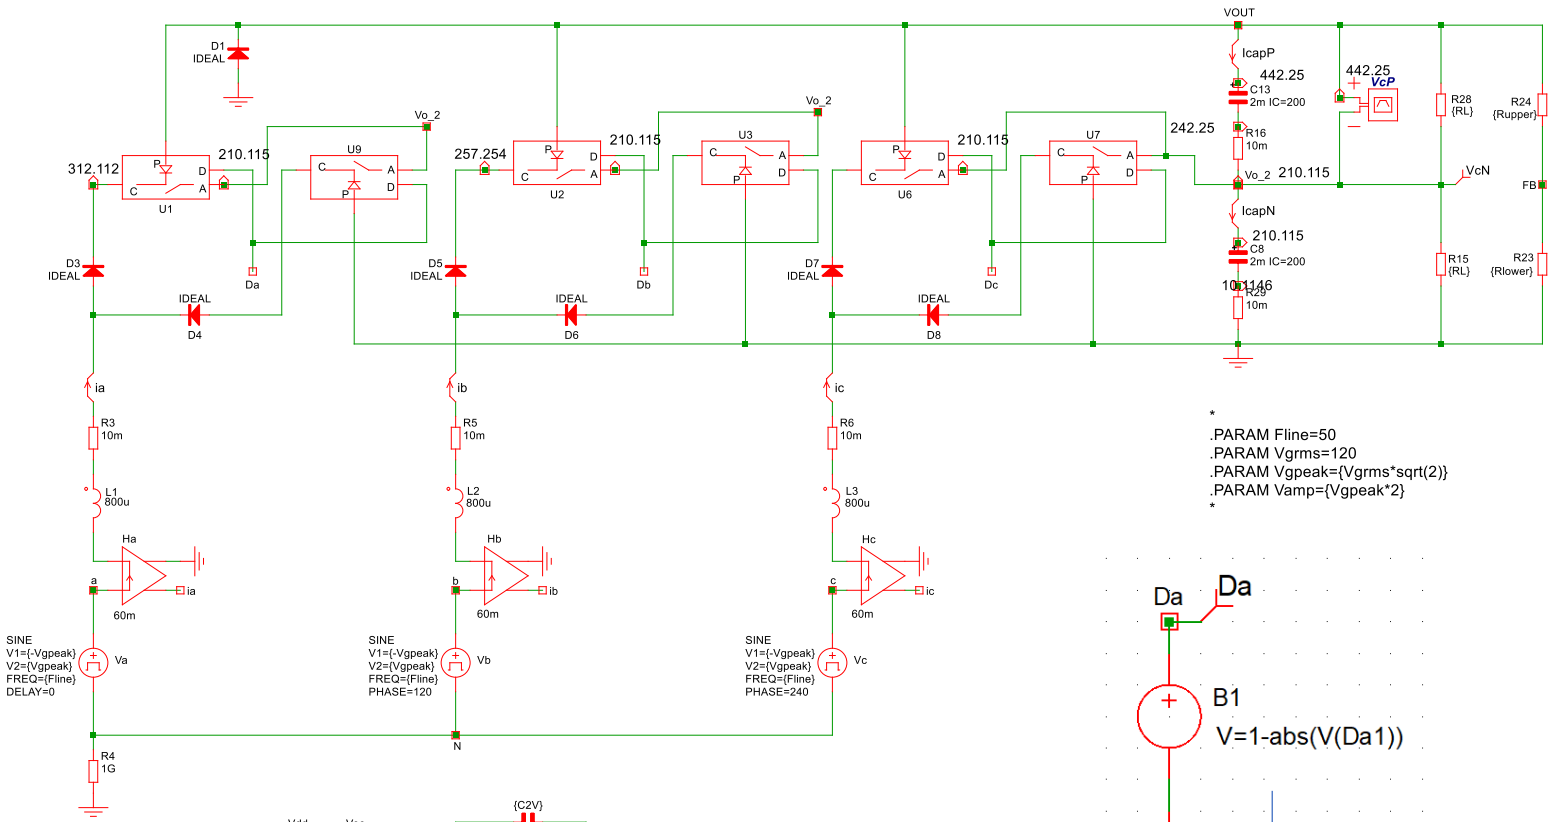 VOUT
D1
IDEAL
IcapP
442.25
C13
2m IC=200
442.25
VcP
R28
{RL}
R24
{Rupper}
Vo_2
Vo_2
R16
10m
242.25
312.112
P
C
D
A
U1
210.115
U9
C
A
D
P
257.254
P
C
D
A
U2
210.115
U3
C
A
D
P
P
C
D
A
U6
210.115
U7
C
A
D
P
Vo_2
210.115
VcN
FB
IcapN
210.115
C8
2m IC=200
10.1146
R29
10m
R15
{RL}
R23
{Rlower}
D3
IDEAL
Da
D5
IDEAL
Db
D7
IDEAL
Dc
IDEAL
D4
IDEAL
D6
IDEAL
D8
ia
ib
ic
R3
10m
R5
10m
R6
10m
L1
800u
L2
800u
L3
800u
*
.PARAM Fline=50
.PARAM Vgrms=120
.PARAM Vgpeak={Vgrms*sqrt(2)}
.PARAM Vamp={Vgpeak*2}
*
Ha
a
ia
60m
Hb
b
ib
60m
Hc
c
ic
60m
SINE
V1={-Vgpeak}
V2={Vgpeak}
FREQ={Fline}
DELAY=0
Va
SINE
V1={-Vgpeak}
V2={Vgpeak}
FREQ={Fline}
PHASE=120
Vb
SINE
V1={-Vgpeak}
V2={Vgpeak}
FREQ={Fline}
PHASE=240
Vc
N
R4
1G
{C2V}
Da
Da
B1
V=1-abs(V(Da1))